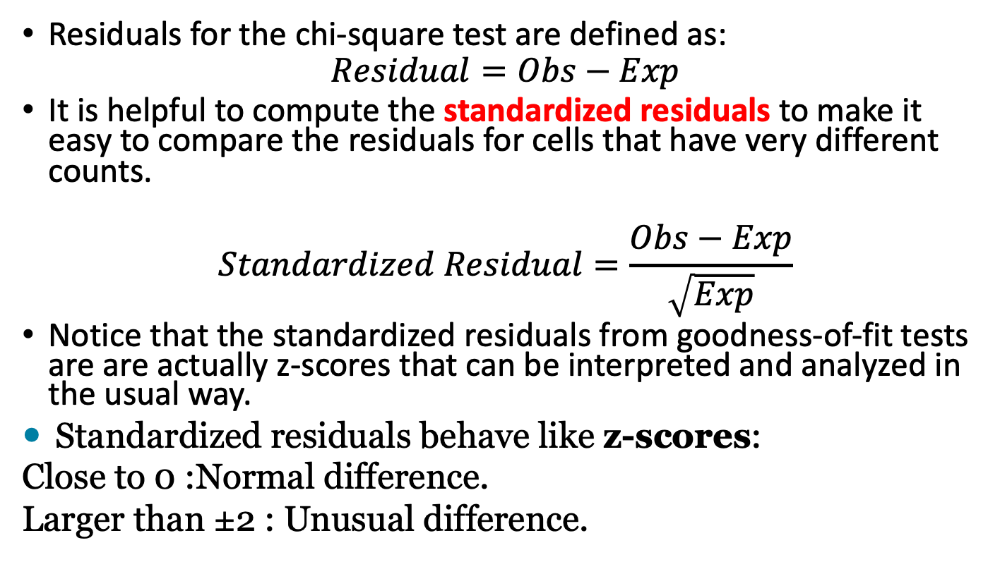 • Residuals for the chi-square test are defined as:
Residual = Obs − Exp
• It is helpful to compute the standardized residuals to make it
easy to compare the residuals for cells that have very different
counts.
Standardized Residual = (Obs − Exp) / √Exp
• Notice that the standardized residuals from goodness-of-fit tests
are are actually z-scores that can be interpreted and analyzed in
the usual way.
• Standardized residuals behave like z-scores:
Close to 0 :Normal difference.
Larger than ±2 : Unusual difference.